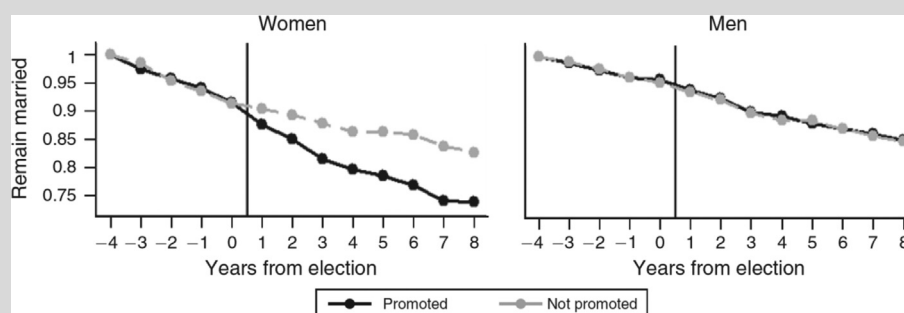 Women
Men
Remain married
1
0.95
0.9
0.85
0.8
0.75
−4 −3 −2 −1 0 1 2 3 4 5 6 7 8
−4 −3 −2 −1 0 1 2 3 4 5 6 7 8
Years from election
Years from election
Promoted
Not promoted